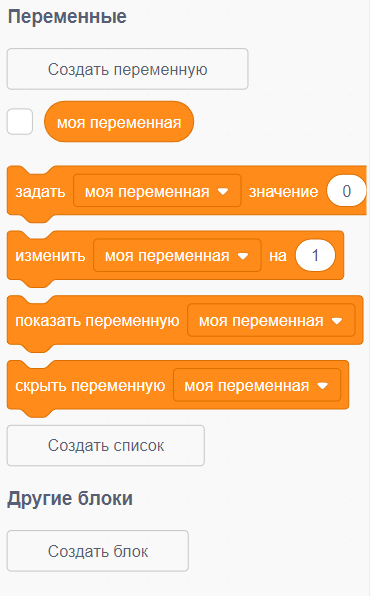 Переменные
Создать переменную
моя переменная
задать моя переменная значение 0
изменить моя переменная на 1
показать переменную моя переменная
скрыть переменную моя переменная
Создать список
Другие блоки
Создать блок